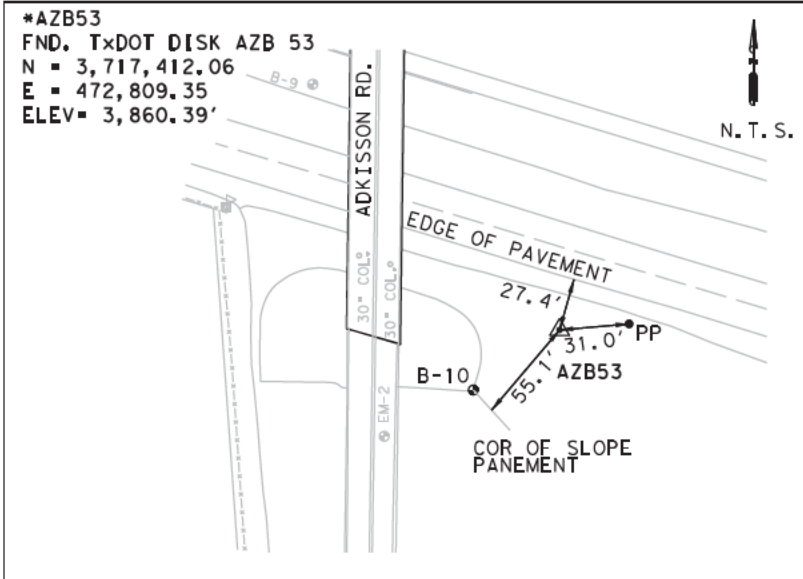 *AZB53
FND. TxDOT DISK AZB 53
N = 3,717,412.06
E = 472,809.35
ELEV= 3,860.39'
B-9
ADKISSON RD.
N.T.S.
EDGE OF PAVEMENT
30" COL.
30" COL.
27.4'
31.0'
PP
55.1'
AZB53
B-10
EM-2
COR OF SLOPE
PANEMENT